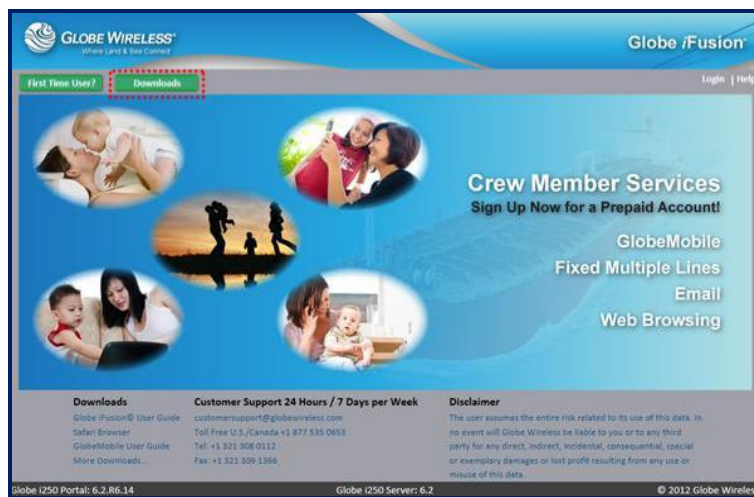 GLOBE WIRELESS®
Where Land & Sea Connect
Globe iFusion™
First Time User?
Downloads
Login | Help
Crew Member Services
Sign Up Now for a Prepaid Account!
GlobeMobile
Fixed Multiple Lines
Email
Web Browsing
Downloads
Globe iFusion® User Guide
Safari Browser
GlobeMobile User Guide
More Downloads...
Customer Support 24 Hours / 7 Days per Week
customersupport@globewireless.com
Toll Free U.S./Canada +1 877 535 0653
Tel: +1 321 308 0112
Fax: +1 321 309 1366
Disclaimer
The user assumes the entire risk related to its use of this data. In
no event will Globe Wireless be liable to you or to any third
party for any direct, indirect, incidental, consequential, special
or exemplary damages or lost profit resulting from any use or
misuse of this data.
Globe i250 Portal: 6.2.R6.14
Globe i250 Server: 6.2
© 2012 Globe Wireles